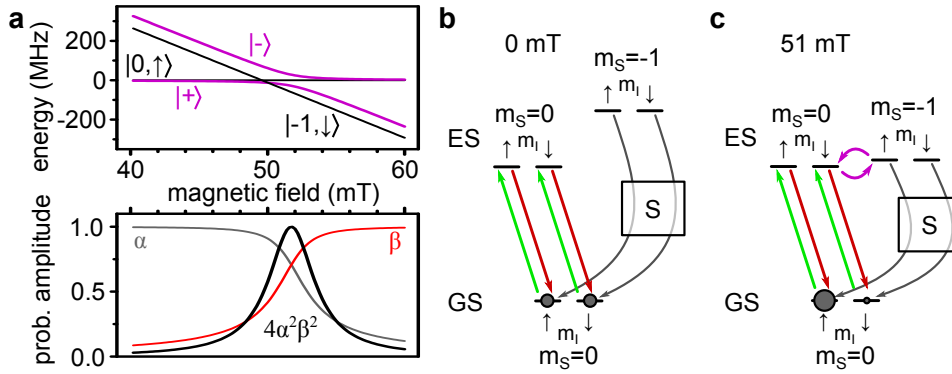 a
energy (MHz)
200
0
-200
|-⟩
|0,↑⟩
|+⟩
|-1,↓⟩
40
50
60
magnetic field (mT)
prob. amplitude
1.0
0.5
0.0
α
β
4α²β²
b
0 mT
m_S=-1
m_I
↑ ↓
m_S=0
m_I
↑ ↓
ES
S
GS
↑ m_I ↓
m_S=0
c
51 mT
m_S=0
m_I
↑ ↓
m_S=-1
m_I
↑ ↓
ES
S
GS
↑ m_I ↓
m_S=0